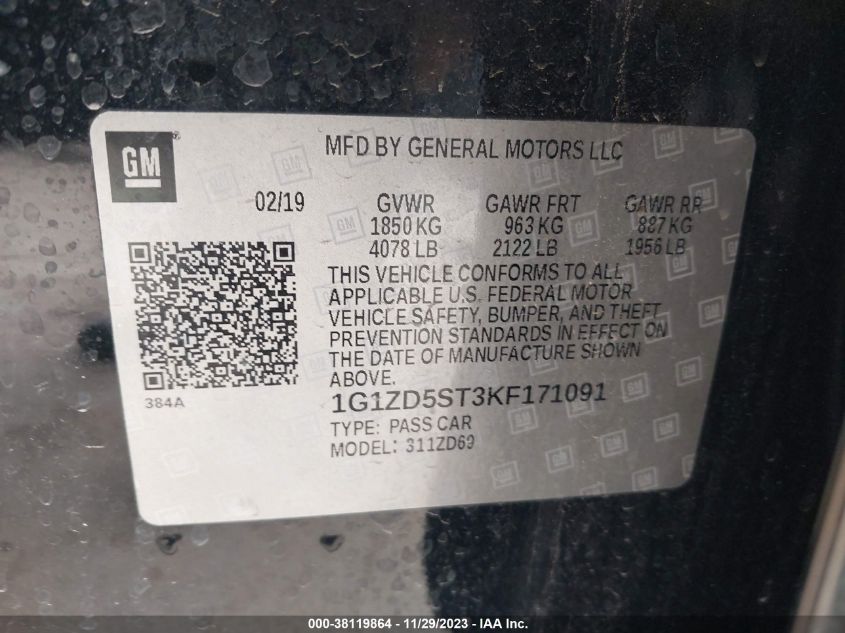 GM
MFD BY GENERAL MOTORS LLC
02/19 GVWR GAWR FRT GAWR RR
1850 KG 963 KG 887 KG
4078 LB 2122 LB 1956 LB
THIS VEHICLE CONFORMS TO ALL
APPLICABLE U.S. FEDERAL MOTOR
VEHICLE SAFETY, BUMPER, AND THEFT
PREVENTION STANDARDS IN EFFECT ON
THE DATE OF MANUFACTURE SHOWN
ABOVE.
384A
1G1ZD5ST3KF171091
TYPE: PASS CAR
MODEL: 311ZD69
000-38119864 - 11/29/2023 - © IAA Holdings, LLC.